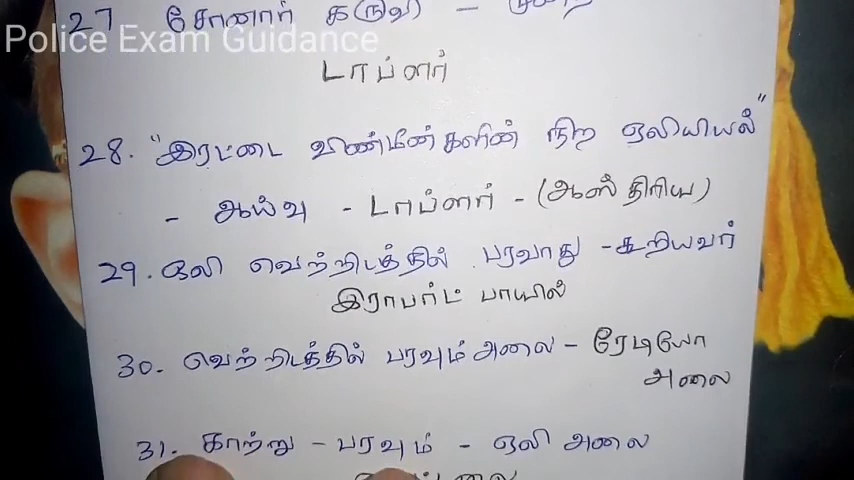 27 சோனார் கருவி -
Police Exam Guidance
டாப்ளர்
28. "இரட்டை விண்மீன்களின் நிற ஒலியியல்"
- ஆய்வு - டாப்ளர் - (ஆஸ்திரிய)
29. ஒலி வெற்றிடத்தில் பரவாது - கூறியவர்
இராபர்ட் பாயில்
30. வெற்றிடத்தில் பரவும் அலை - ரேடியோ
அலை
31. காற்று - பரவும் - ஒலி அலை